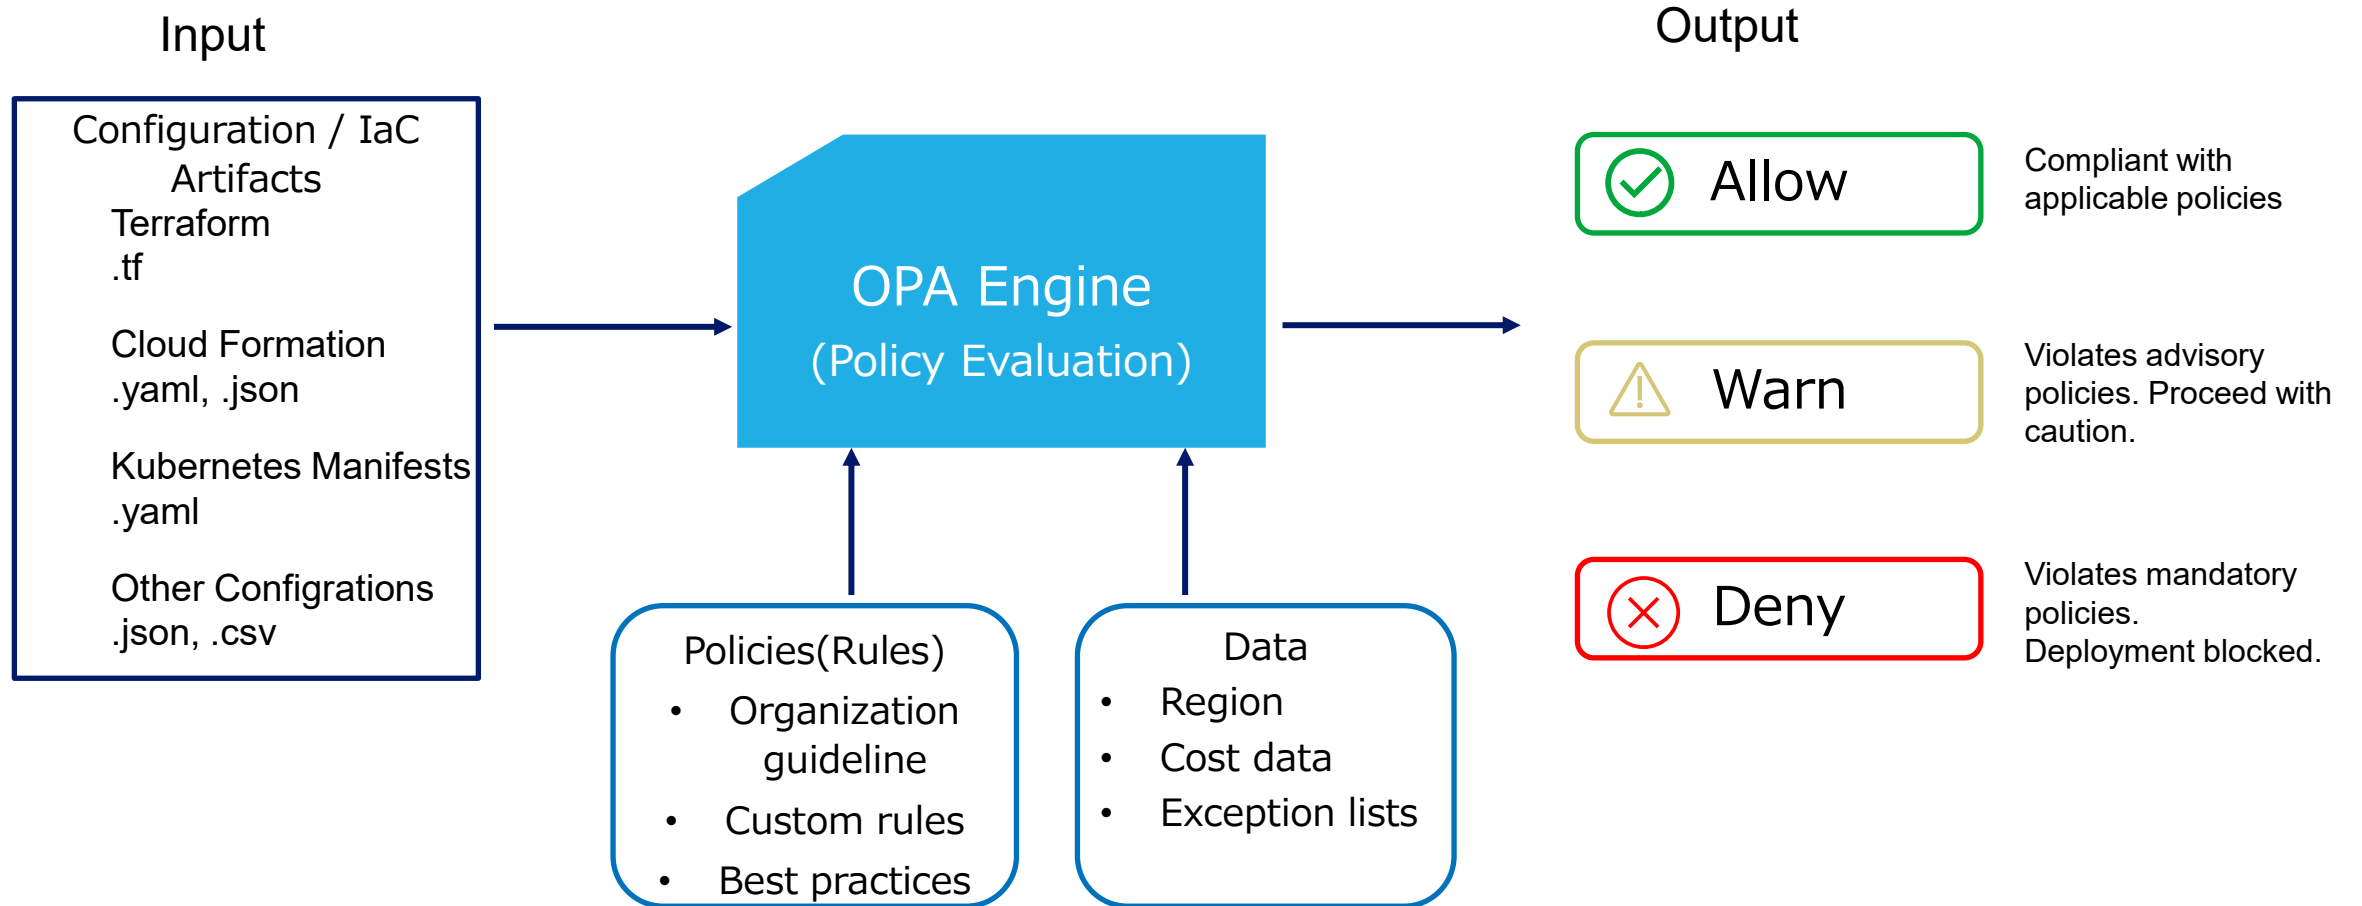 Input
Configuration / IaC
Artifacts
Terraform
.tf
Cloud Formation
.yaml, .json
Kubernetes Manifests
.yaml
Other Configrations
.json, .csv
OPA Engine
(Policy Evaluation)
Policies(Rules)
• Organization
guideline
• Custom rules
• Best practices
Data
• Region
• Cost data
• Exception lists
Output
Allow
Compliant with
applicable policies
Warn
Violates advisory
policies. Proceed with
caution.
Deny
Violates mandatory
policies.
Deployment blocked.